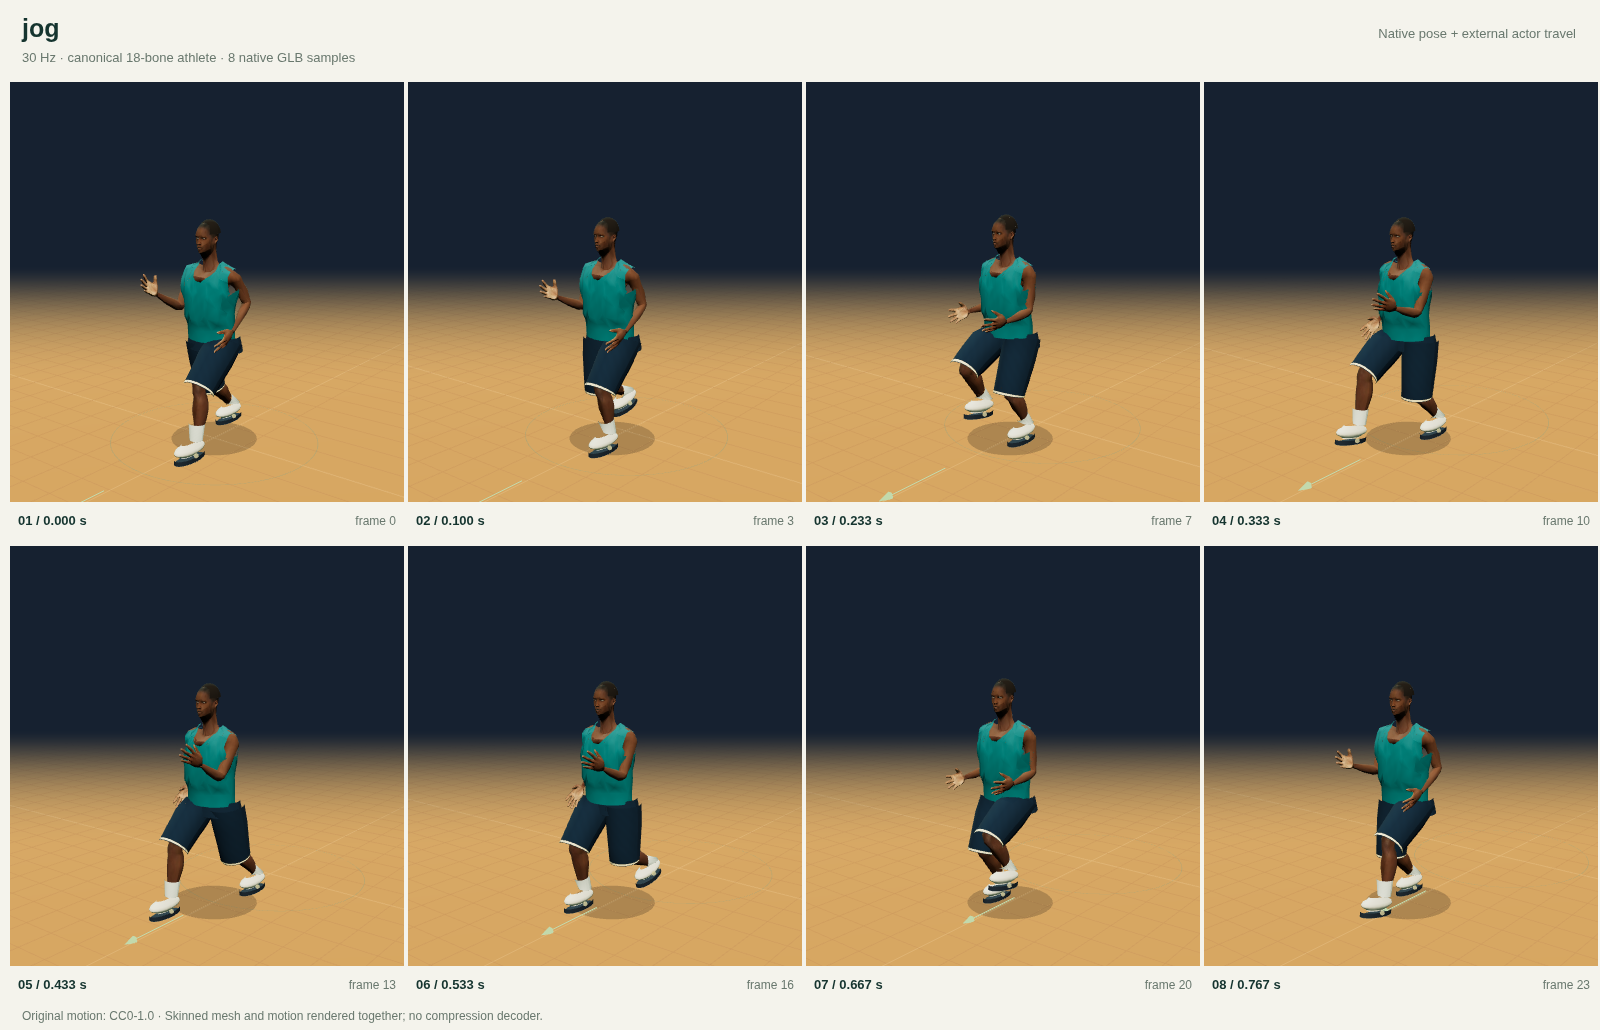 jog
Native pose + external actor travel
30 Hz · canonical 18-bone athlete · 8 native GLB samples
01 / 0.000 s frame 0
02 / 0.100 s frame 3
03 / 0.233 s frame 7
04 / 0.333 s frame 10
05 / 0.433 s frame 13
06 / 0.533 s frame 16
07 / 0.667 s frame 20
08 / 0.767 s frame 23
Original motion: CC0-1.0 · Skinned mesh and motion rendered together; no compression decoder.